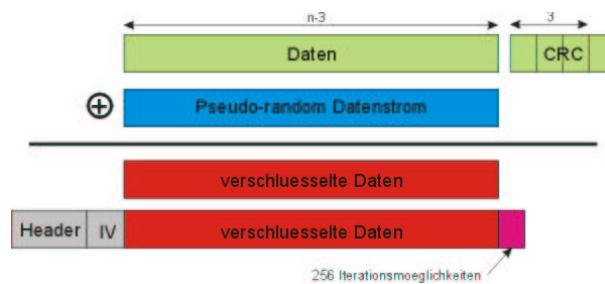 n-3 3
Daten CRC
Pseudo-random Datenstrom
verschluesselte Daten
Header IV verschluesselte Daten
256 Iterationsmoeglichkeiten